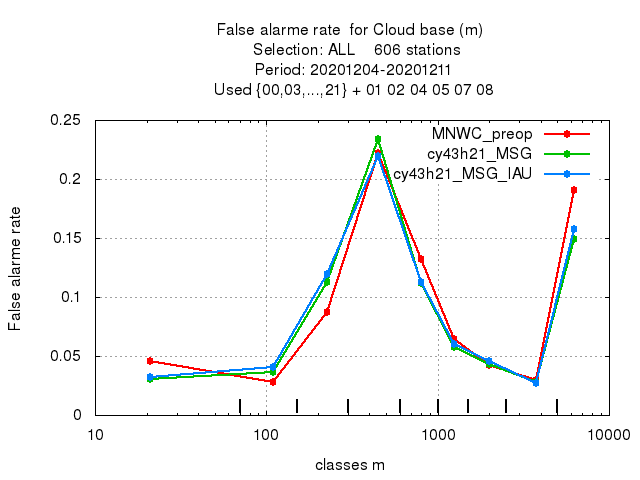 False alarme rate  for Cloud base (m)
Selection: ALL    606 stations
Period: 20201204-20201211
Used {00,03,...,21} + 01 02 04 05 07 08
MNWC_preop
cy43h21_MSG
cy43h21_MSG_IAU
0.25
0.2
0.15
0.1
0.05
0
False alarme rate
10
100
1000
10000
classes m